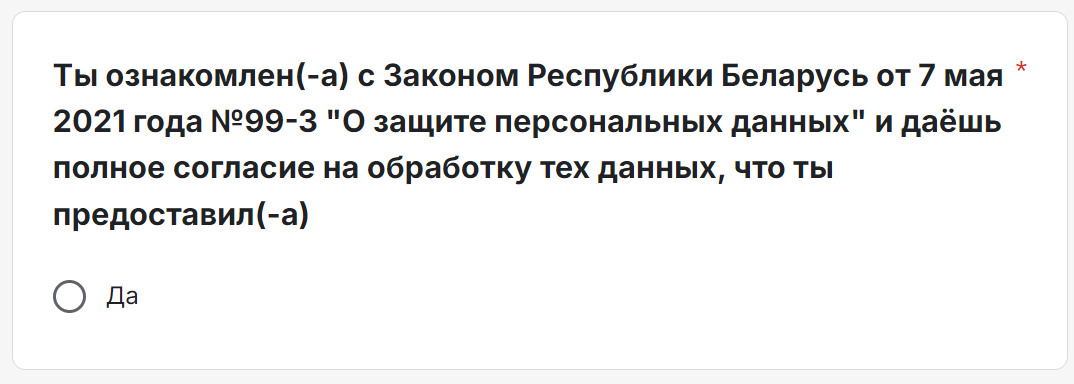 Ты ознакомлен(-а) с Законом Республики Беларусь от 7 мая *
2021 года №99-З "О защите персональных данных" и даёшь
полное согласие на обработку тех данных, что ты
предоставил(-а)
Да